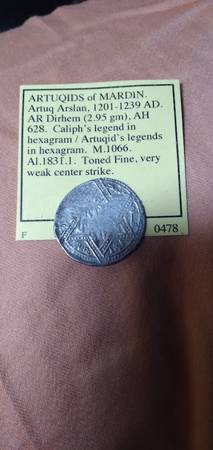 ARTUQIDS of MARDIN.
Artuq Arslan, 1201-1239 AD.
AR Dirhem (2.95 gm), AH
628. Caliph's legend in
hexagram / Artuqid's legends
in hexagram. M.1066.
Al.1831.1. Toned Fine, very
weak center strike.
F 0478